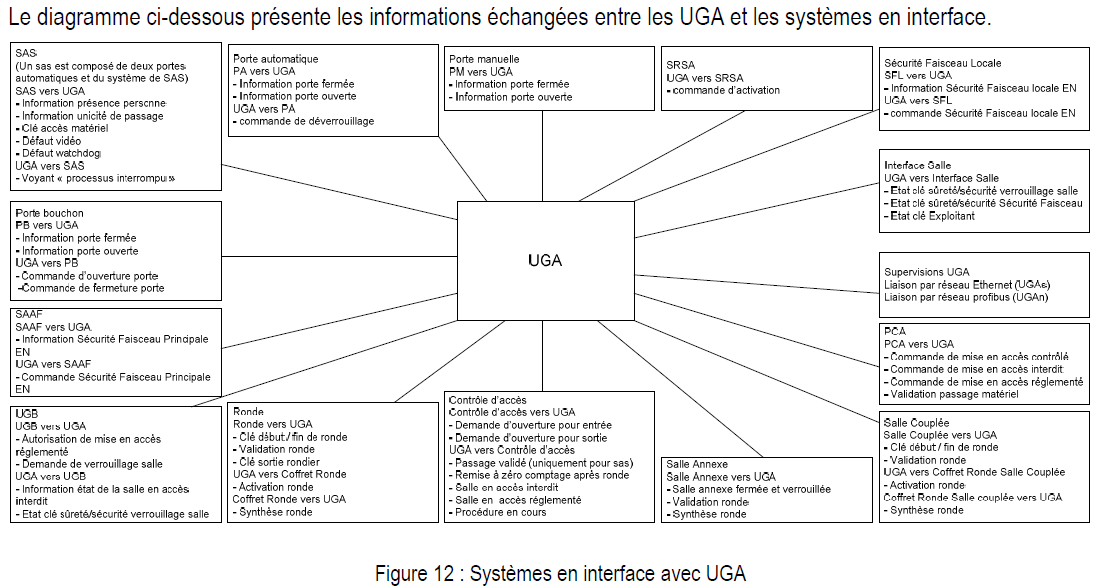 Le diagramme ci-dessous présente les informations échangées entre les UGA et les systèmes en interface.
SAS
(Un sas est composé de deux portes
automatiques et du système de SAS)
SAS vers UGA
- Information présence personne
- Information unicité de passage
- Clé accès matériel
- Défaut vidéo
- Défaut watchdog
UGA vers SAS
- Voyant « processus interrompu»
Porte automatique
PA vers UGA
- Information porte fermée
- Information porte ouverte
UGA vers PA
- commande de déverrouillage
Porte manuelle
PM vers UGA
- Information porte fermée
- Information porte ouverte
SRSA
UGA vers SRSA
- commande d'activation
Sécurité Faisceau Locale
SFL vers UGA
- Information Sécurité Faisceau locale EN
UGA vers SFL
- commande Sécurité Faisceau locale EN
Interface Salle
UGA vers Interface Salle
- Etat clé sûreté/sécurité verrouillage salle
- Etat clé sûreté/sécurité Sécurité Faisceau
- Etat clé Exploitant
Porte bouchon
PB vers UGA
- Information porte fermée
- Information porte ouverte
UGA vers PB
- Commande d'ouverture porte
- Commande de fermeture porte
UGA
Supervisions UGA
Liaison par réseau Ethernet (UGAs)
Liaison par réseau profibus (UGAn)
SAAF
SAAF vers UGA
- Information Sécurité Faisceau Principale
EN
UGA vers SAAF
- Commande Sécurité Faisceau Principale
EN
PCA
PCA vers UGA
- Commande de mise en accès contrôlé
- Commande de mise en accès interdit
- Commande de mise en accès réglementé
- Validation passage matériel
UGB
UGB vers UGA
- Autorisation de mise en accès
réglementé
- Demande de verrouillage salle
UGA vers UGB
- Information état de la salle en accès
interdit
- Etat clé sûreté/sécurité verrouillage salle
Ronde
Ronde vers UGA
- Clé début / fin de ronde
- Validation ronde
- Clé sortie rondier
UGA vers Coffret Ronde
- Activation ronde
Coffret Ronde vers UGA
- Synthèse ronde
Contrôle d'accès
Contrôle d'accès vers UGA
- Demande d'ouverture pour entrée
- Demande d'ouverture pour sortie
UGA vers Contrôle d'accès
- Passage validé (uniquement pour sas)
- Remise à zéro comptage après ronde
- Salle en accès interdit
- Salle en accès réglementé
- Procédure en cours
Salle Annexe
Salle Annexe vers UGA
- Salle annexe fermée et verrouillée
- Validation ronde
- Synthèse ronde
Salle Couplée
Salle Couplée vers UGA
- Clé début / fin de ronde
- Validation ronde
UGA vers Coffret Ronde Salle Couplée
- Activation ronde
Coffret Ronde Salle couplée vers UGA
- Synthèse ronde
Figure 12 : Systèmes en interface avec UGA